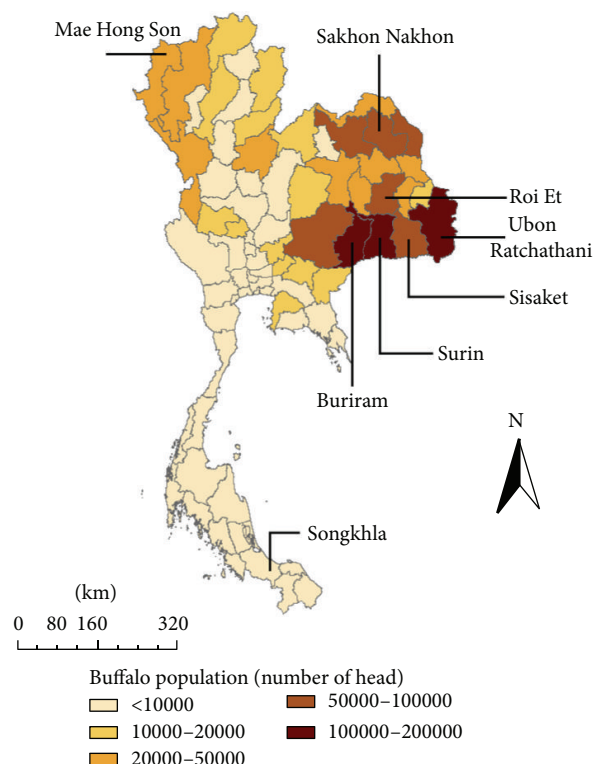 Mae Hong Son
Sakhon Nakhon
Roi Et
Ubon
Ratchathani
Sisaket
Surin
Buriram
N
Songkhla
(km)
0 80 160 320
Buffalo population (number of head)
<10000
10000–20000
20000–50000
50000–100000
100000–200000